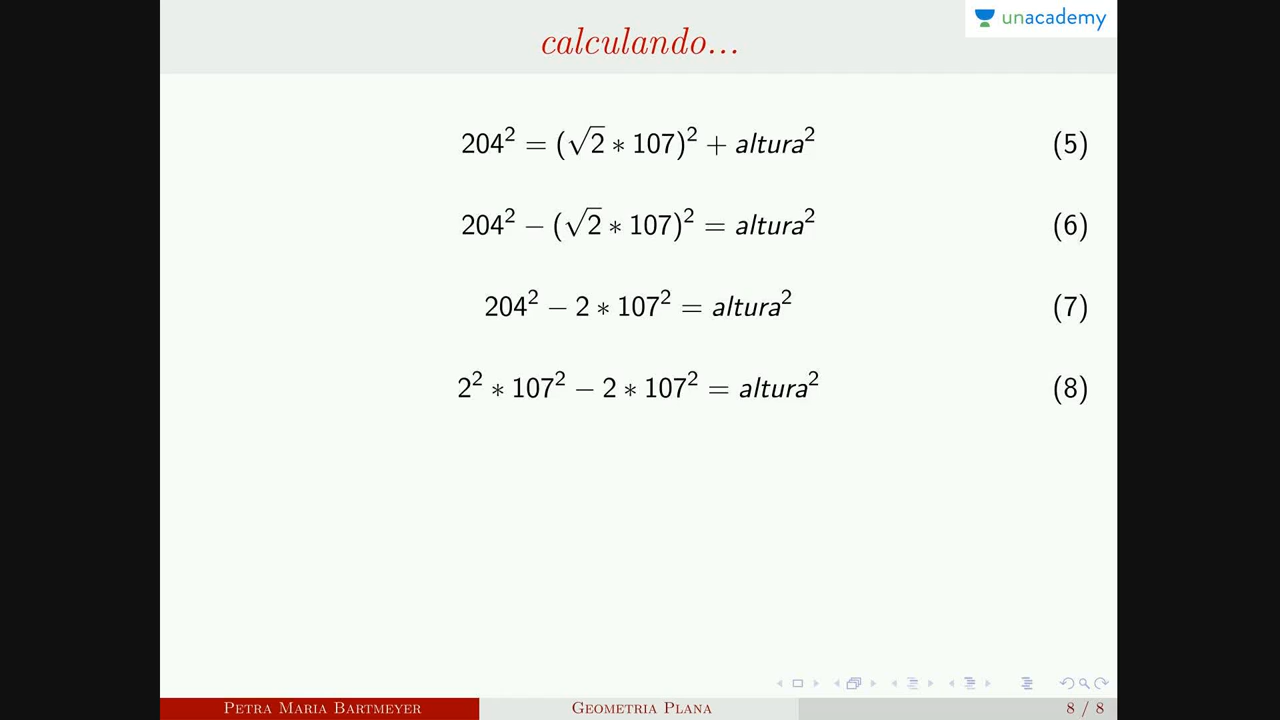 unacademy
calculando...
204² = (√2 * 107)² + altura² (5)
204² − (√2 * 107)² = altura² (6)
204² − 2 * 107² = altura² (7)
2² * 107² − 2 * 107² = altura² (8)
Petra Maria Bartmeyer Geometria Plana 8 / 8